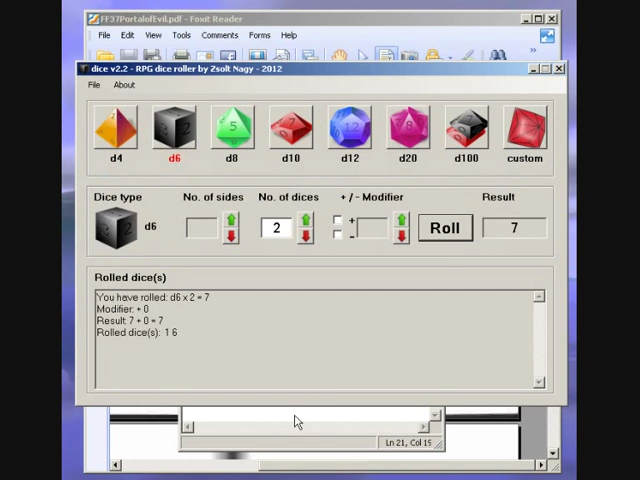 FF37PortalofEvil.pdf - Foxit Reader
File Edit View Tools Comments Forms Help
dice v2.2 - RPG dice roller by Zsolt Nagy - 2012
File About
d4 d6 d8 d10 d12 d20 d100 custom
Dice type No. of sides No. of dices + / - Modifier Result
d6 2 + - Roll 7
Rolled dice(s)
You have rolled: d6 x 2 = 7
Modifier: + 0
Result: 7 + 0 = 7
Rolled dice(s): 1 6
Ln 21, Col 19